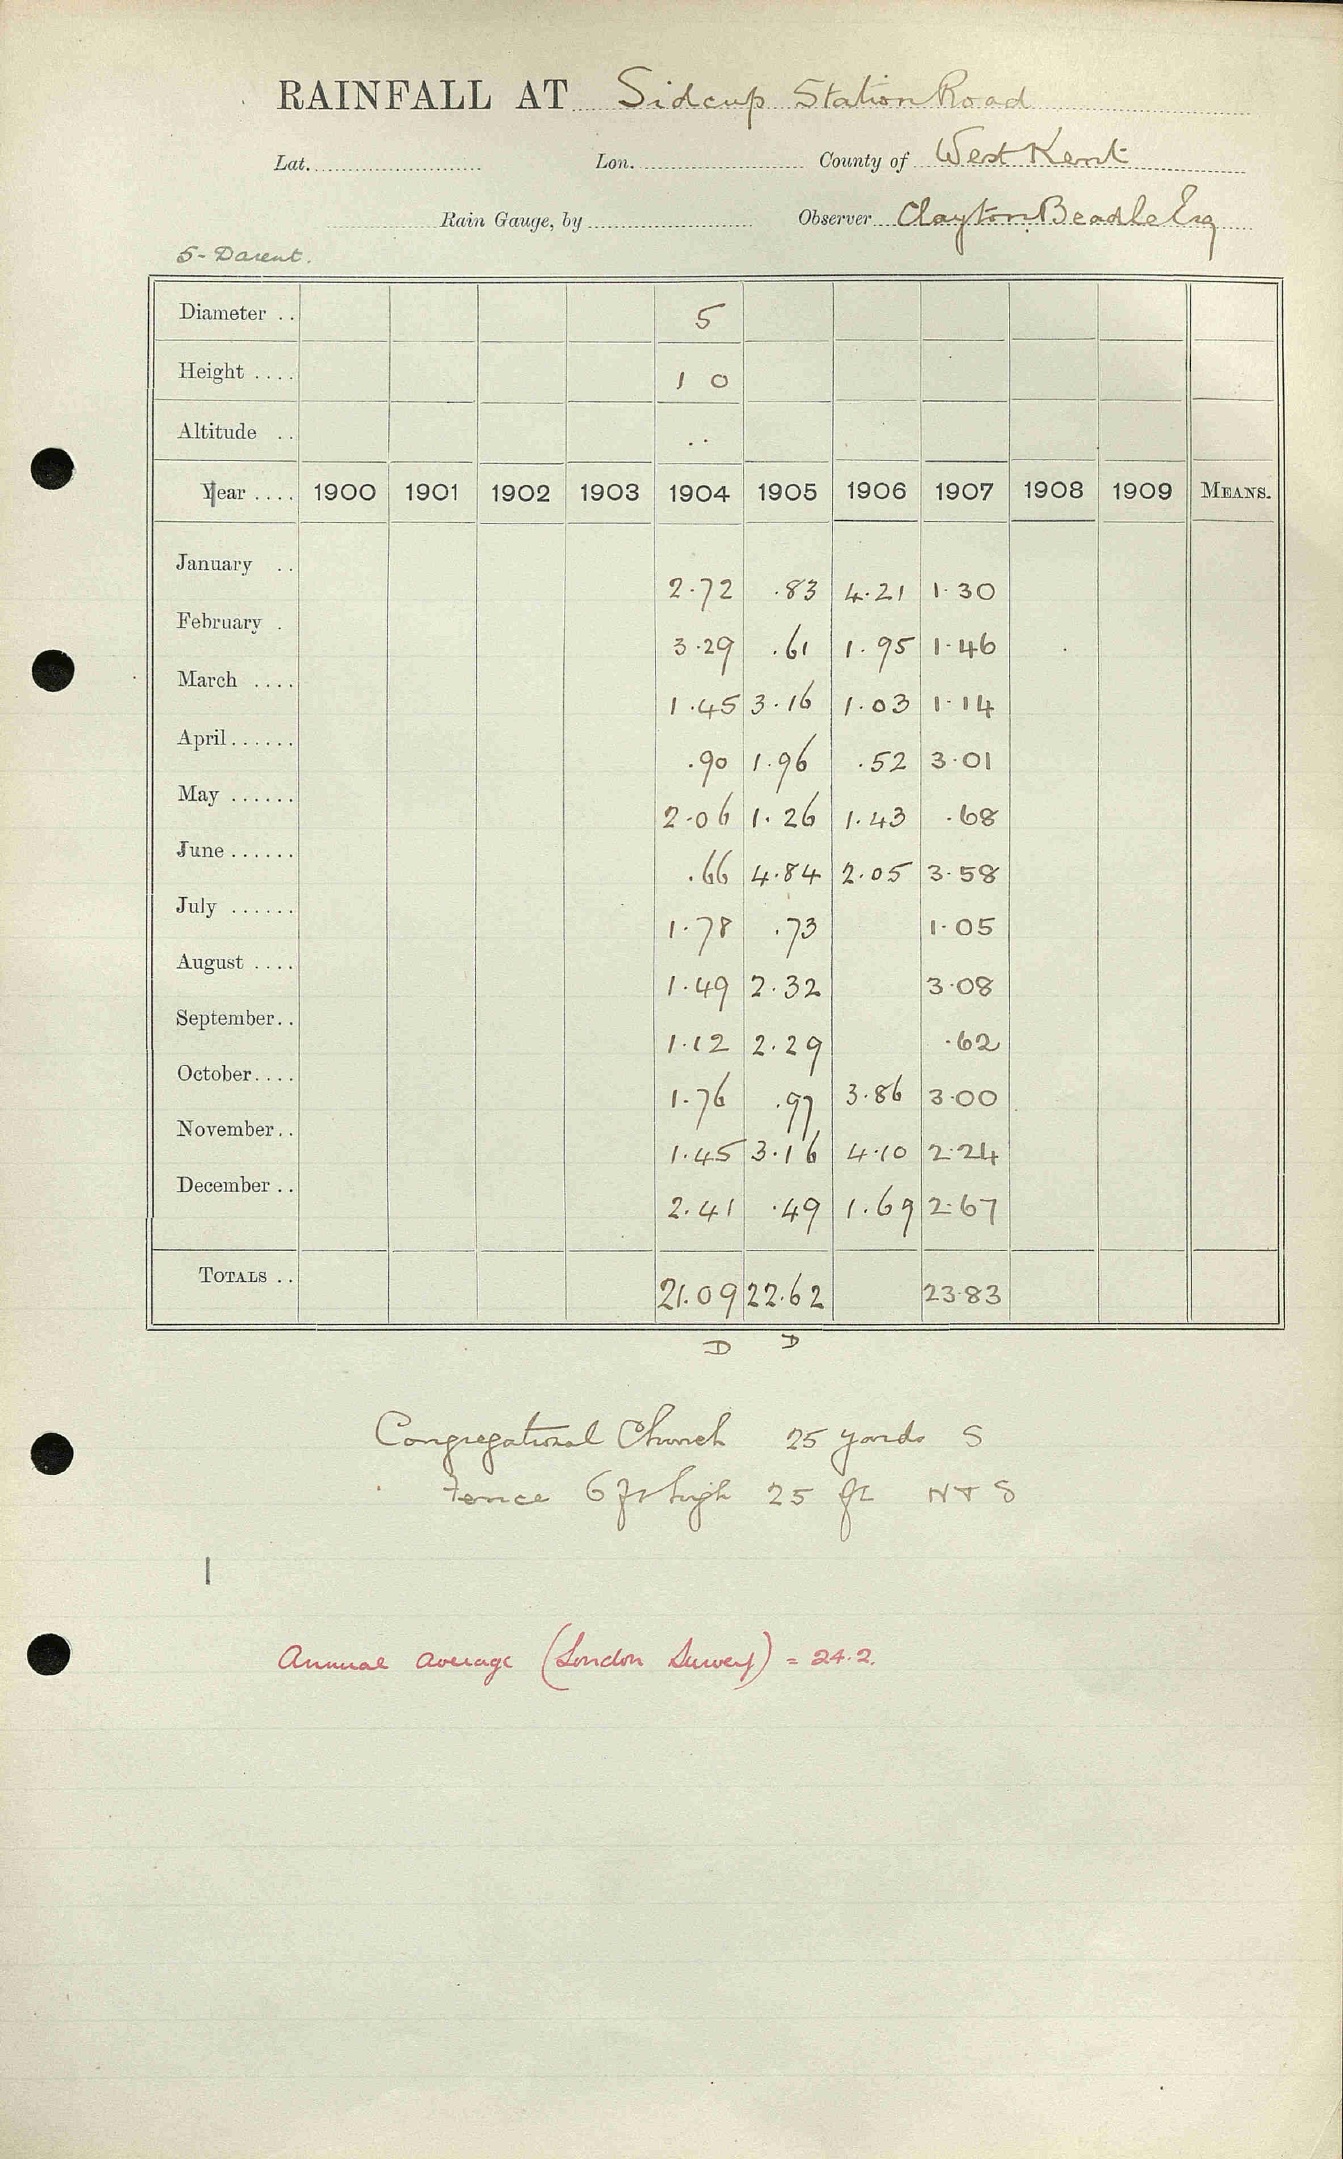 RAINFALL AT Sidcup Station Road
Lat. Lon. County of West Kent
Rain Gauge, by Observer Clayton Beadle Esq
5 - Darent.
Diameter .. 5
Height .... 1 0
Altitude .. ..
Year .... 1900 1901 1902 1903 1904 1905 1906 1907 1908 1909 MEANS.
January .. 2.72 .83 4.21 1.30
February . 3.29 .61 1.95 1.46
March .... 1.45 3.16 1.03 1.14
April...... .90 1.96 .52 3.01
May ...... 2.06 1.26 1.43 .68
June...... .66 4.84 2.05 3.58
July ...... 1.78 .73 1.05
August .... 1.49 2.32 3.08
September.. 1.12 2.29 .62
October.... 1.76 .97 3.86 3.00
November.. 1.45 3.16 4.10 2.24
December .. 2.41 .49 1.69 2.67
TOTALS .. 21.09 22.62 23.83
D D
Congregational Church 25 yards S
Fence 6 ft high 25 ft N + S
Annual average (London Survey) = 24.2.